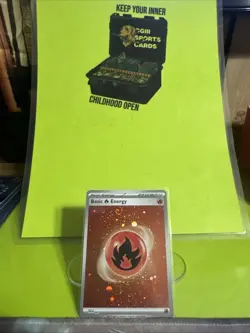 KEEP YOUR INNER
SPORTS
CARDS
CHILDHOOD OPEN
Basic Energy